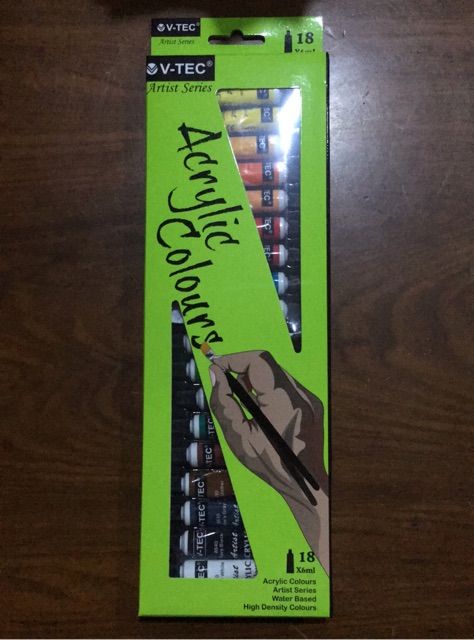 V-TEC®
Artist Series
18
X6ml
V-TEC®
Artist Series
Acrylic
Colours
18
X6ml
Acrylic Colours
Artist Series
Water Based
High Density Colours